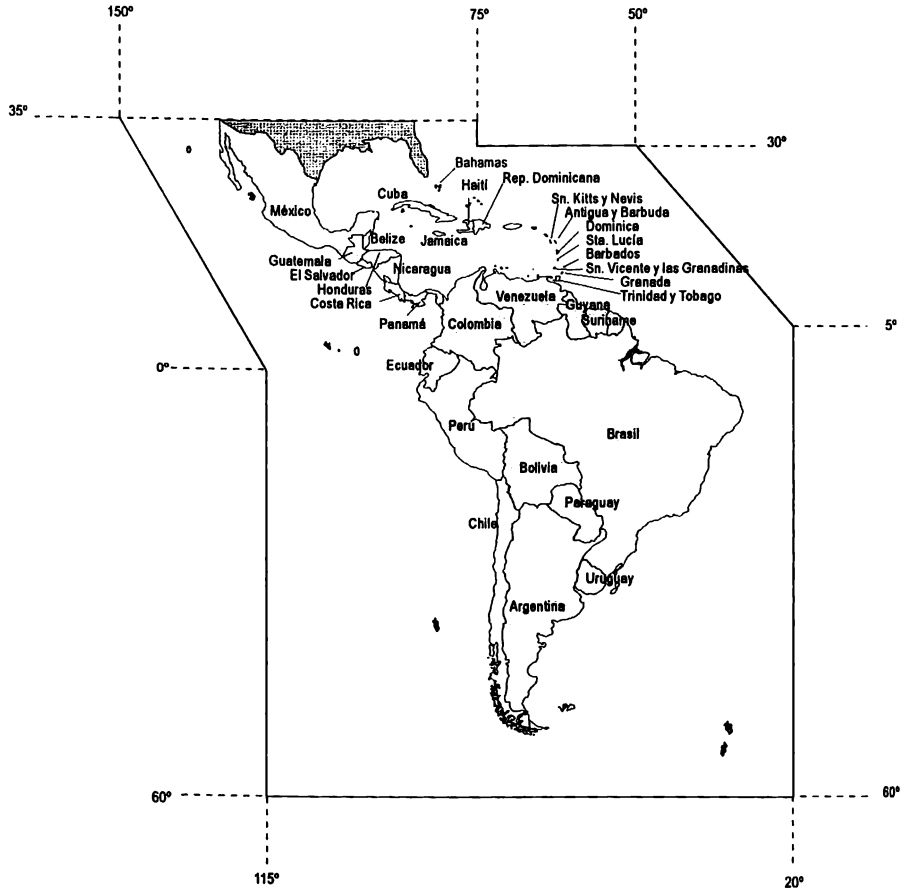 150º
75º
50º
35º
30º
Bahamas
Haití
Rep. Dominicana
Cuba
Sn. Kitts y Nevis
Antigua y Barbuda
México
Dominica
Belize
Jamaica
Sta. Lucía
Barbados
Guatemala
Sn. Vicente y las Granadinas
El Salvador
Nicaragua
Granada
Honduras
Venezuela
Trinidad y Tobago
Costa Rica
Guyana
Panamá
Colombia
Suriname
5º
Ecuador
0º
Perú
Brasil
Bolivia
Paraguay
Chile
Uruguay
Argentina
60º
60º
115º
20º